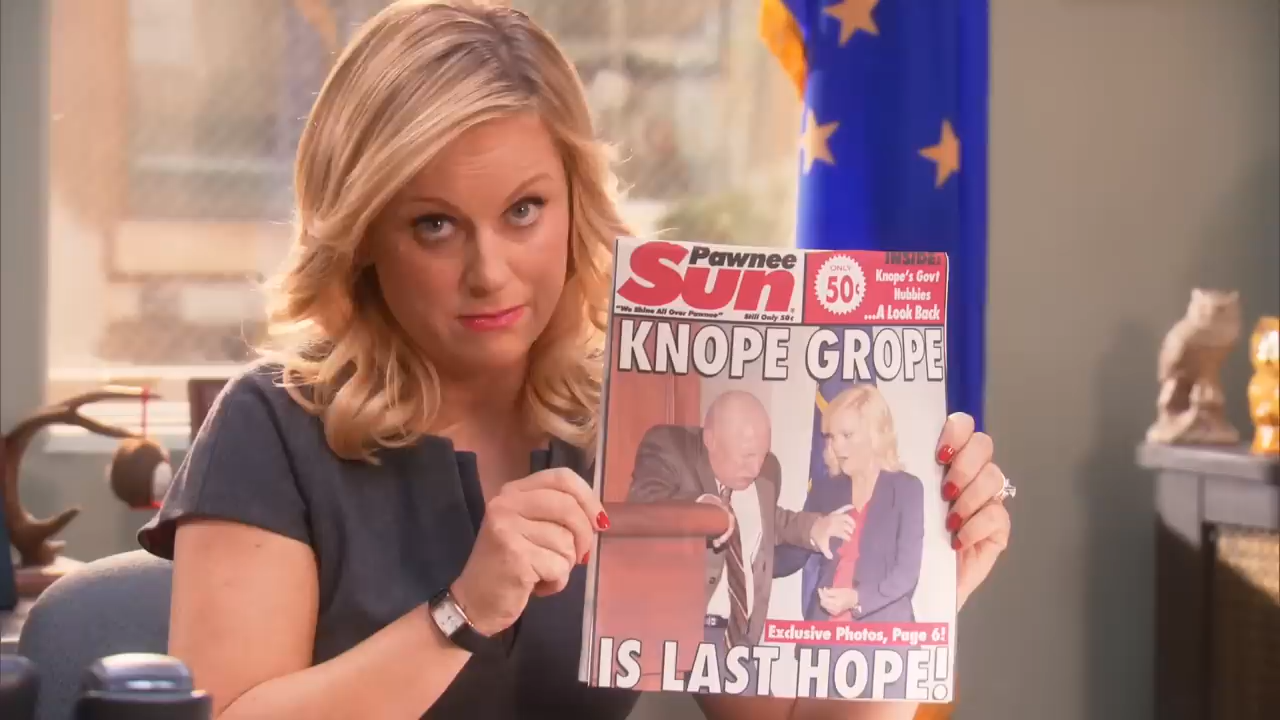 Pawnee
Sun
"We Shine All Over Pawnee"
Still Only 50¢
ONLY
50¢
INSIDE:
Knope's Gov't
Hubbies
...A Look Back
KNOPE GROPE
Exclusive Photos, Page 6!
IS LAST HOPE!